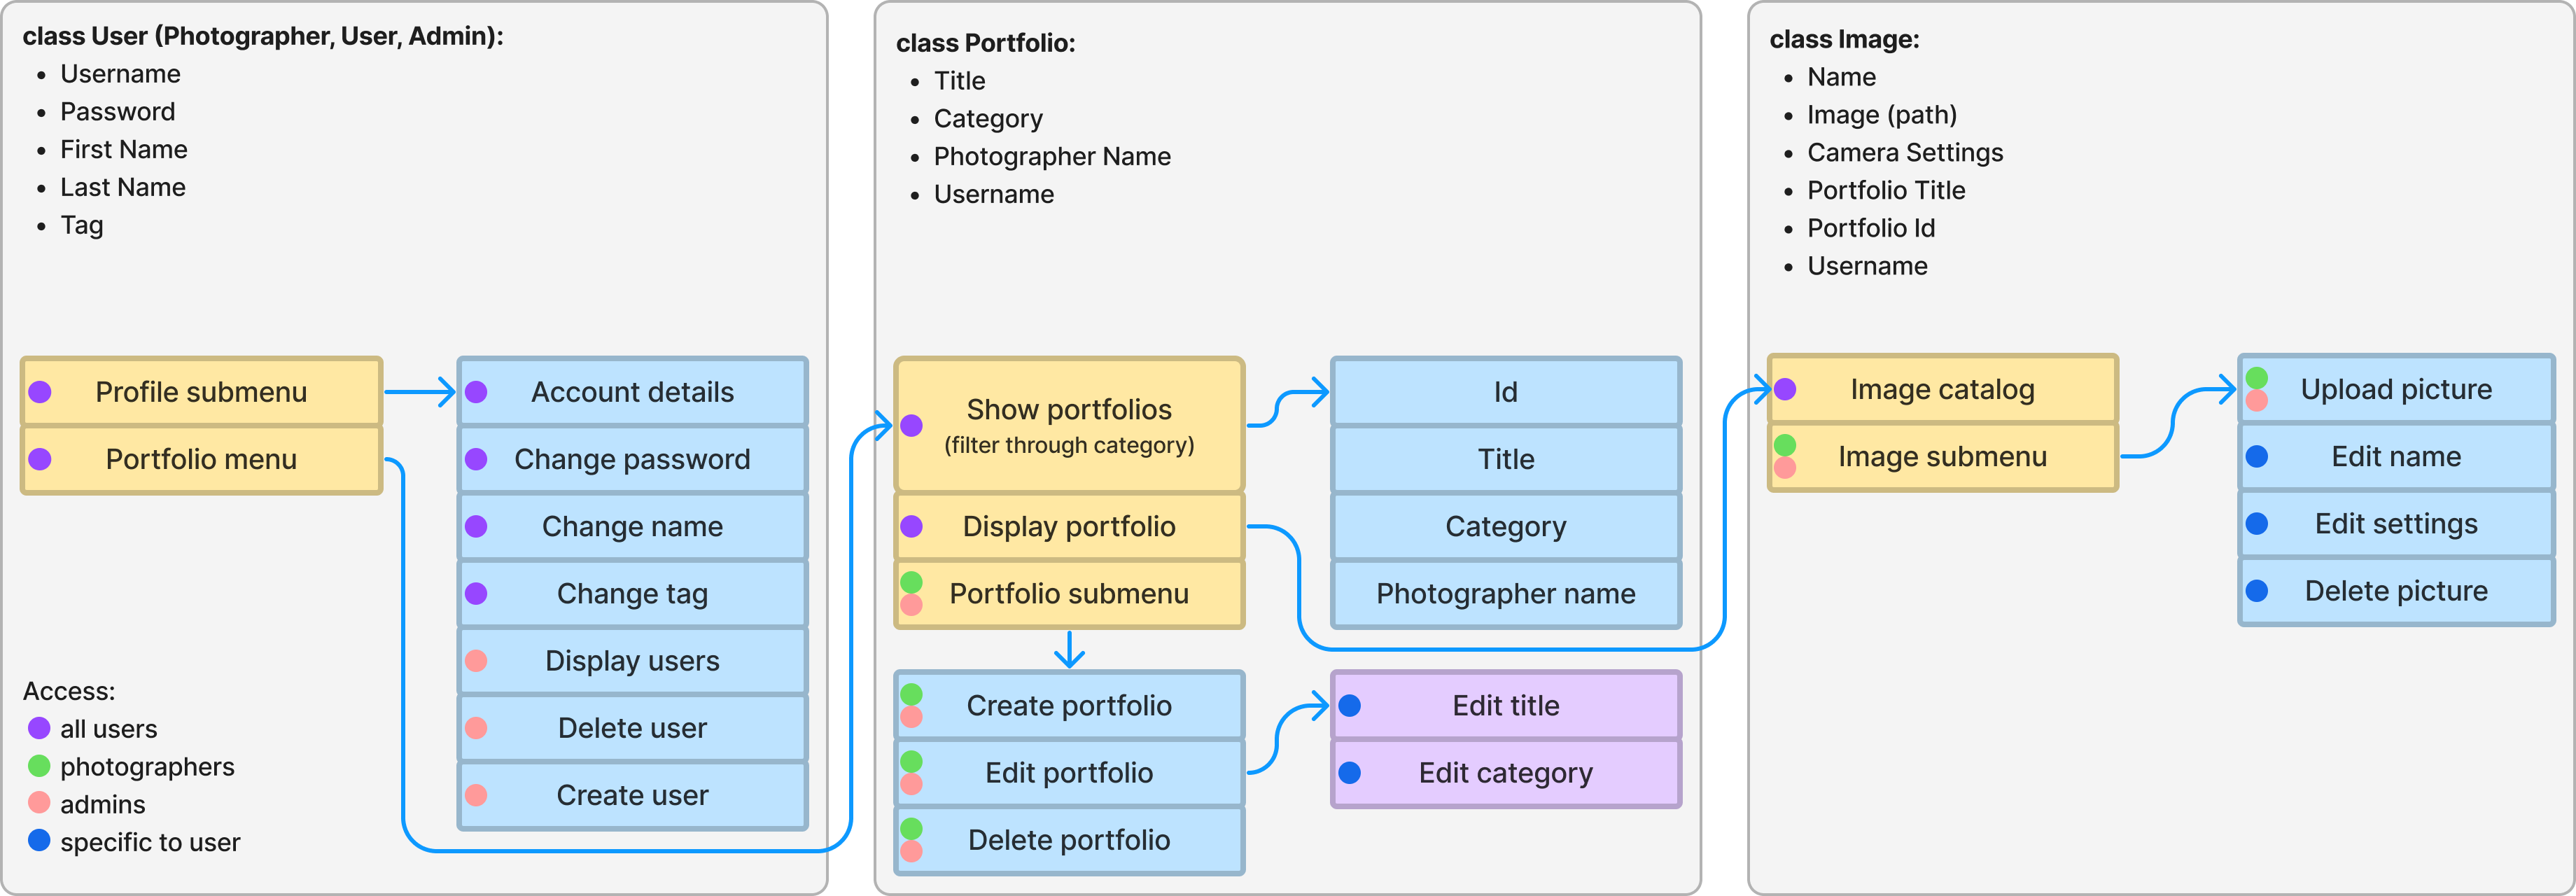 class User (Photographer, User, Admin):
• Username
• Password
• First Name
• Last Name
• Tag
Profile submenu
Portfolio menu
Account details
Change password
Change name
Change tag
Display users
Delete user
Create user
Access:
all users
photographers
admins
specific to user
class Portfolio:
• Title
• Category
• Photographer Name
• Username
Show portfolios
(filter through category)
Display portfolio
Portfolio submenu
Id
Title
Category
Photographer name
Create portfolio
Edit portfolio
Delete portfolio
Edit title
Edit category
class Image:
• Name
• Image (path)
• Camera Settings
• Portfolio Title
• Portfolio Id
• Username
Image catalog
Image submenu
Upload picture
Edit name
Edit settings
Delete picture